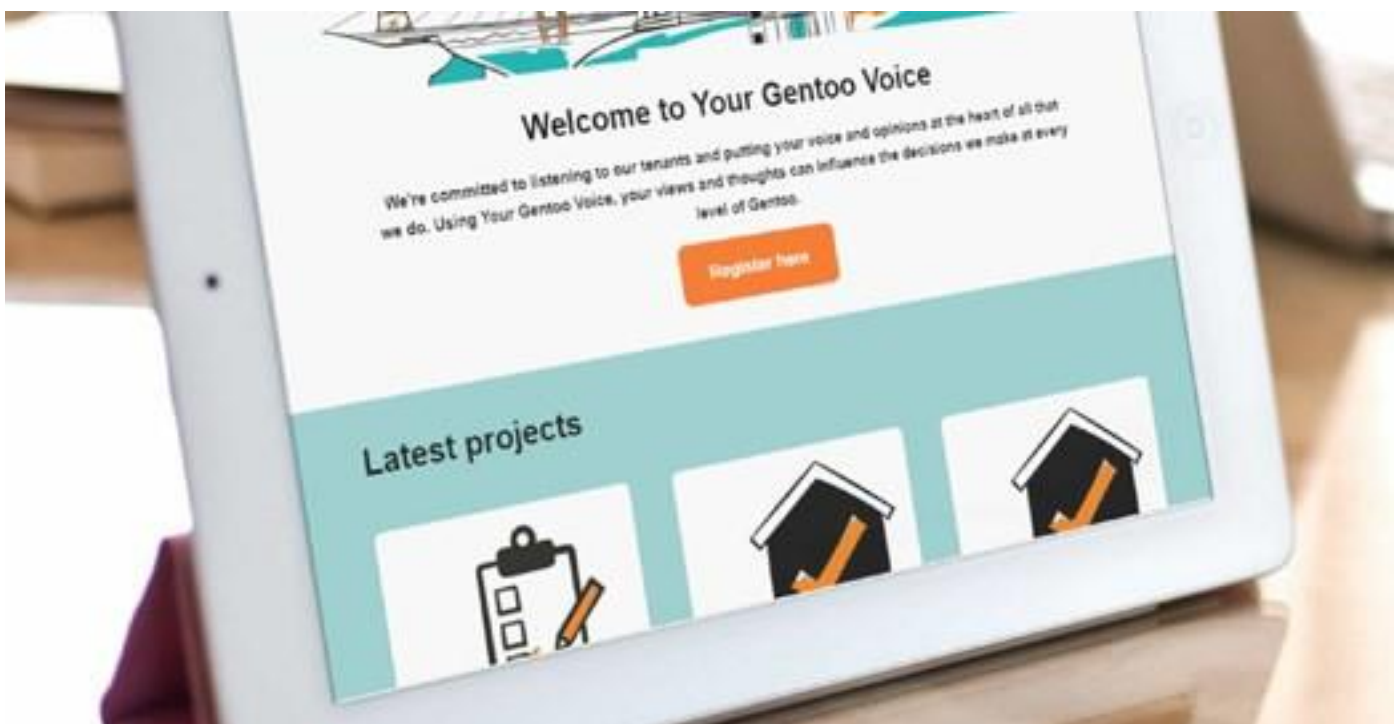 Welcome to Your Gentoo Voice
We're committed to listening to our tenants and putting your voice and opinions at the heart of all that
we do. Using Your Gentoo Voice, your views and thoughts can influence the decisions we make at every
level of Gentoo.
Register here
Latest projects